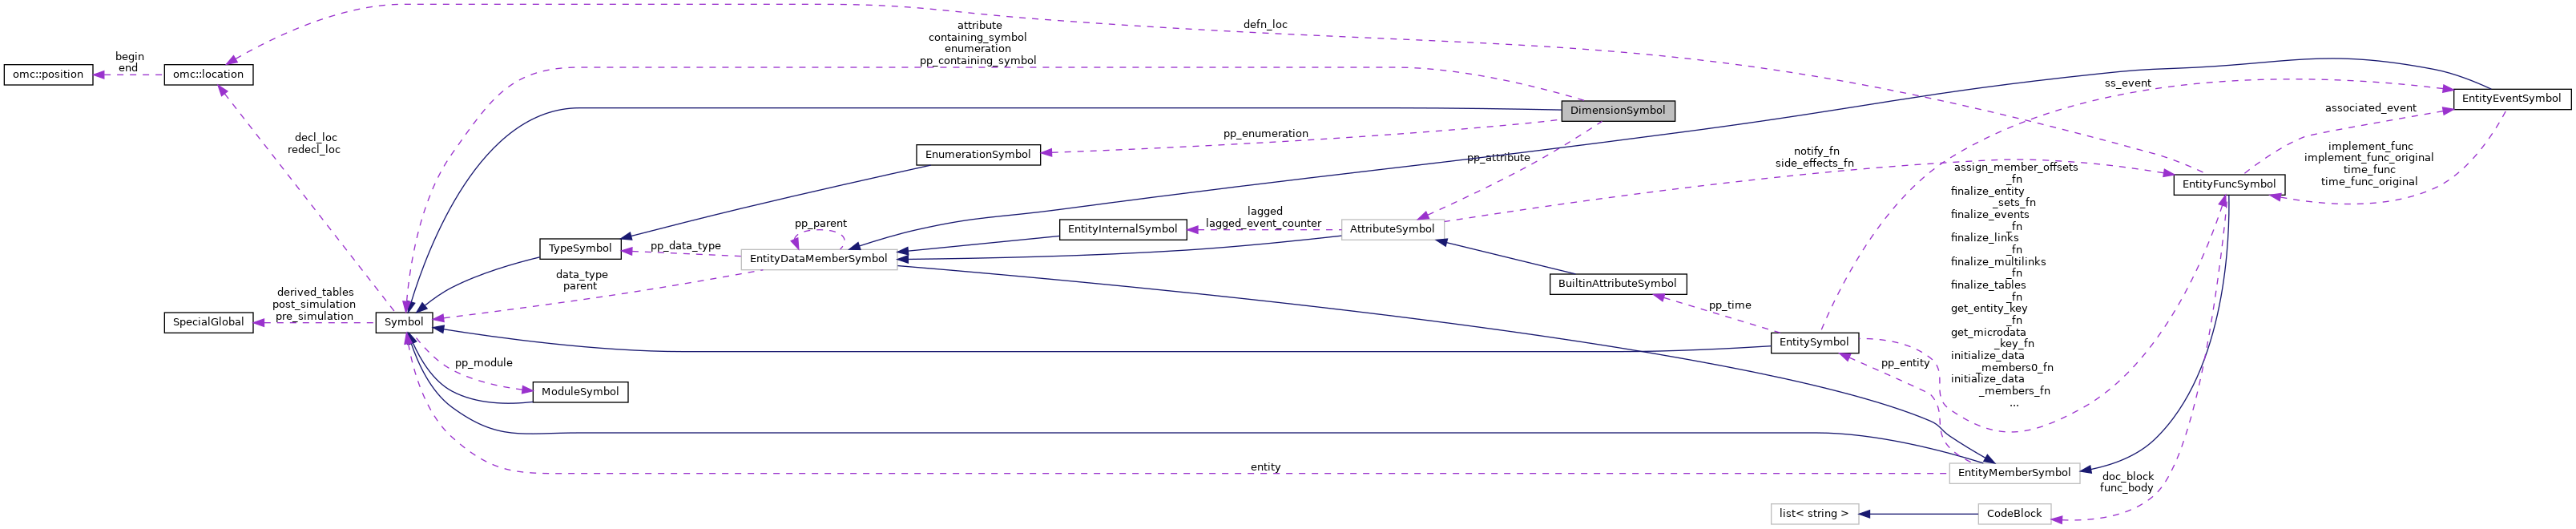 defn_loc
attribute
containing_symbol
enumeration
pp_containing_symbol
begin
end
omc::position
omc::location
ss_event
EntityEventSymbol
DimensionSymbol
associated_event
decl_loc
redecl_loc
pp_enumeration
EnumerationSymbol
pp_attribute
notify_fn
side_effects_fn
implement_func
implement_func_original
time_func
time_func_original
EntityFuncSymbol
assign_member_offsets
_fn
finalize_entity
_sets_fn
finalize_events
_fn
finalize_links
_fn
finalize_multilinks
_fn
finalize_tables
_fn
get_entity_key
_fn
get_microdata
_key_fn
initialize_data
_members0_fn
initialize_data
_members_fn
...
pp_parent
lagged
lagged_event_counter
EntityInternalSymbol
AttributeSymbol
TypeSymbol
pp_data_type
EntityDataMemberSymbol
data_type
parent
BuiltinAttributeSymbol
derived_tables
post_simulation
pre_simulation
SpecialGlobal
Symbol
pp_time
EntitySymbol
pp_module
pp_entity
ModuleSymbol
entity
EntityMemberSymbol
doc_block
func_body
list< string >
CodeBlock